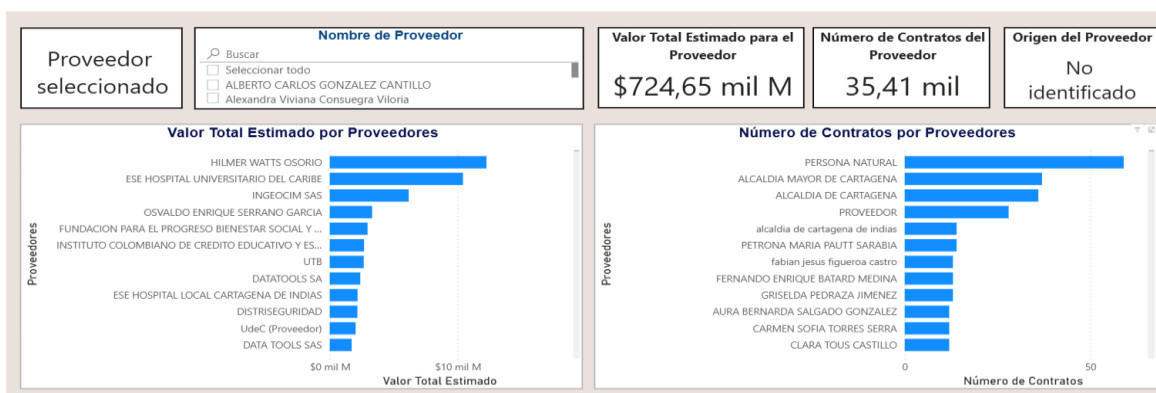 Proveedor
seleccionado
Nombre de Proveedor
Buscar
Seleccionar todo
ALBERTO CARLOS GONZALEZ CANTILLO
Alexandra Viviana Consuegra Viloria
Valor Total Estimado para el
Proveedor
$724,65 mil M
Número de Contratos del
Proveedor
35,41 mil
Origen del Proveedor
No
identificado
Valor Total Estimado por Proveedores
Proveedores
HILMER WATTS OSORIO
ESE HOSPITAL UNIVERSITARIO DEL CARIBE
INGEOCIM SAS
OSVALDO ENRIQUE SERRANO GARCIA
FUNDACION PARA EL PROGRESO BIENESTAR SOCIAL Y ...
INSTITUTO COLOMBIANO DE CREDITO EDUCATIVO Y ES...
UTB
DATATOOLS SA
ESE HOSPITAL LOCAL CARTAGENA DE INDIAS
DISTRISEGURIDAD
UdeC (Proveedor)
DATA TOOLS SAS
$0 mil M $10 mil M
Valor Total Estimado
Número de Contratos por Proveedores
Proveedores
PERSONA NATURAL
ALCALDIA MAYOR DE CARTAGENA
ALCALDIA DE CARTAGENA
PROVEEDOR
alcaldia de cartagena de indias
PETRONA MARIA PAUTT SARABIA
fabian jesus figueroa castro
FERNANDO ENRIQUE BATARD MEDINA
GRISELDA PEDRAZA JIMENEZ
AURA BERNARDA SALGADO GONZALEZ
CARMEN SOFIA TORRES SERRA
CLARA TOUS CASTILLO
0 50
Número de Contratos